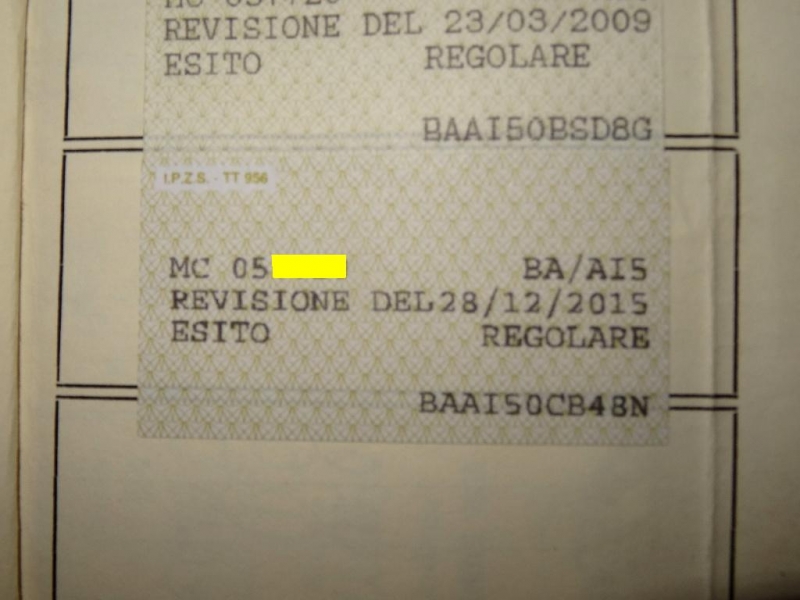 REVISIONE DEL 23/03/2009
ESITO REGOLARE
BAAI50BSD8G
I.P.Z.S. - TT 956
MC 05 BA/AI5
REVISIONE DEL28/12/2015
ESITO REGOLARE
BAAI50CB48N